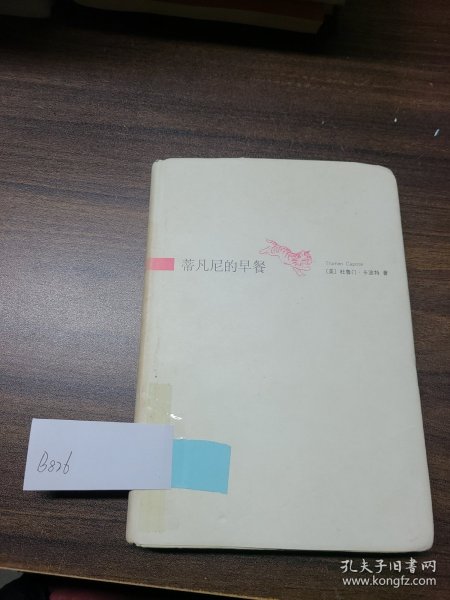 蒂凡尼的早餐
Truman Capote
[美] 杜鲁门·卡波特 著
B826
孔夫子旧书网
www.kongfz.com